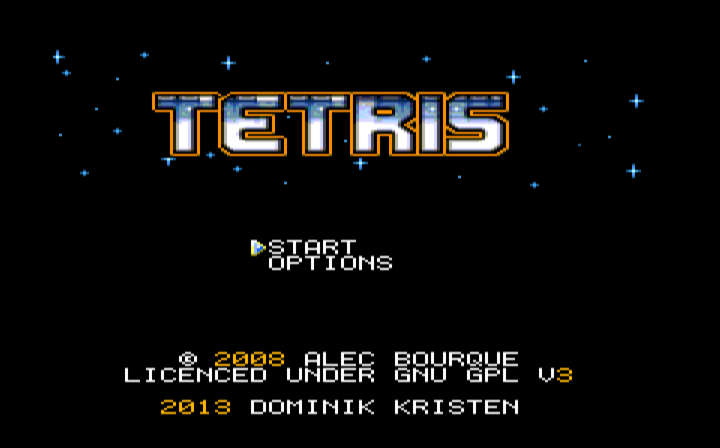 TETRIS
START
OPTIONS
© 2008 ALEC BOURQUE
LICENCED UNDER GNU GPL V3
2013 DOMINIK KRISTEN